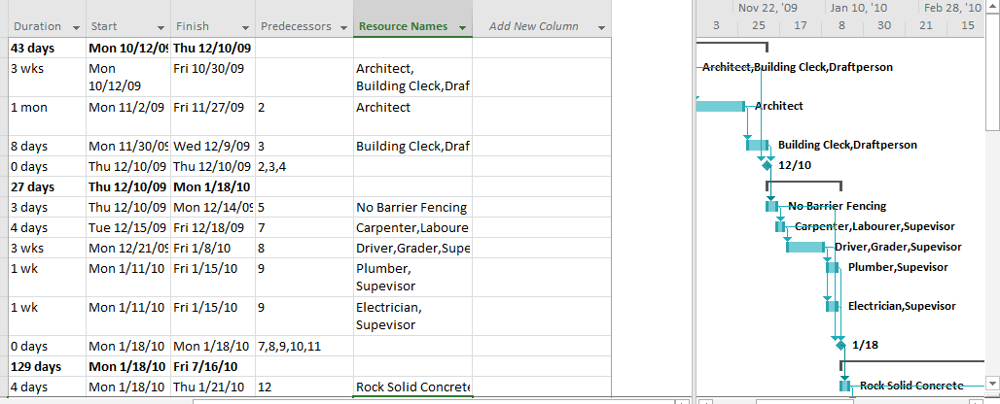 Duration Start Finish Predecessors Resource Names Add New Column
43 days Mon 10/12/09 Thu 12/10/09
3 wks Mon 10/12/09 Fri 10/30/09 Architect,
Building Cleck,Draf
1 mon Mon 11/2/09 Fri 11/27/09 2 Architect
8 days Mon 11/30/09 Wed 12/9/09 3 Building Cleck,Draf
0 days Thu 12/10/09 Thu 12/10/09 2,3,4
27 days Thu 12/10/09 Mon 1/18/10
3 days Thu 12/10/09 Mon 12/14/09 5 No Barrier Fencing
4 days Tue 12/15/09 Fri 12/18/09 7 Carpenter,Laboure
3 wks Mon 12/21/09 Fri 1/8/10 8 Driver,Grader,Supe
1 wk Mon 1/11/10 Fri 1/15/10 9 Plumber,
Supevisor
1 wk Mon 1/11/10 Fri 1/15/10 9 Electrician,
Supevisor
0 days Mon 1/18/10 Mon 1/18/10 7,8,9,10,11
129 days Mon 1/18/10 Fri 7/16/10
4 days Mon 1/18/10 Thu 1/21/10 12 Rock Solid Concrete
Nov 22, '09 Jan 10, '10 Feb 28, '10
3 25 17 8 30 21 15
Architect,Building Cleck,Draftperson
Architect
Building Cleck,Draftperson
12/10
No Barrier Fencing
Carpenter,Labourer,Supevisor
Driver,Grader,Supevisor
Plumber,Supevisor
Electrician,Supevisor
1/18
Rock Solid Concrete